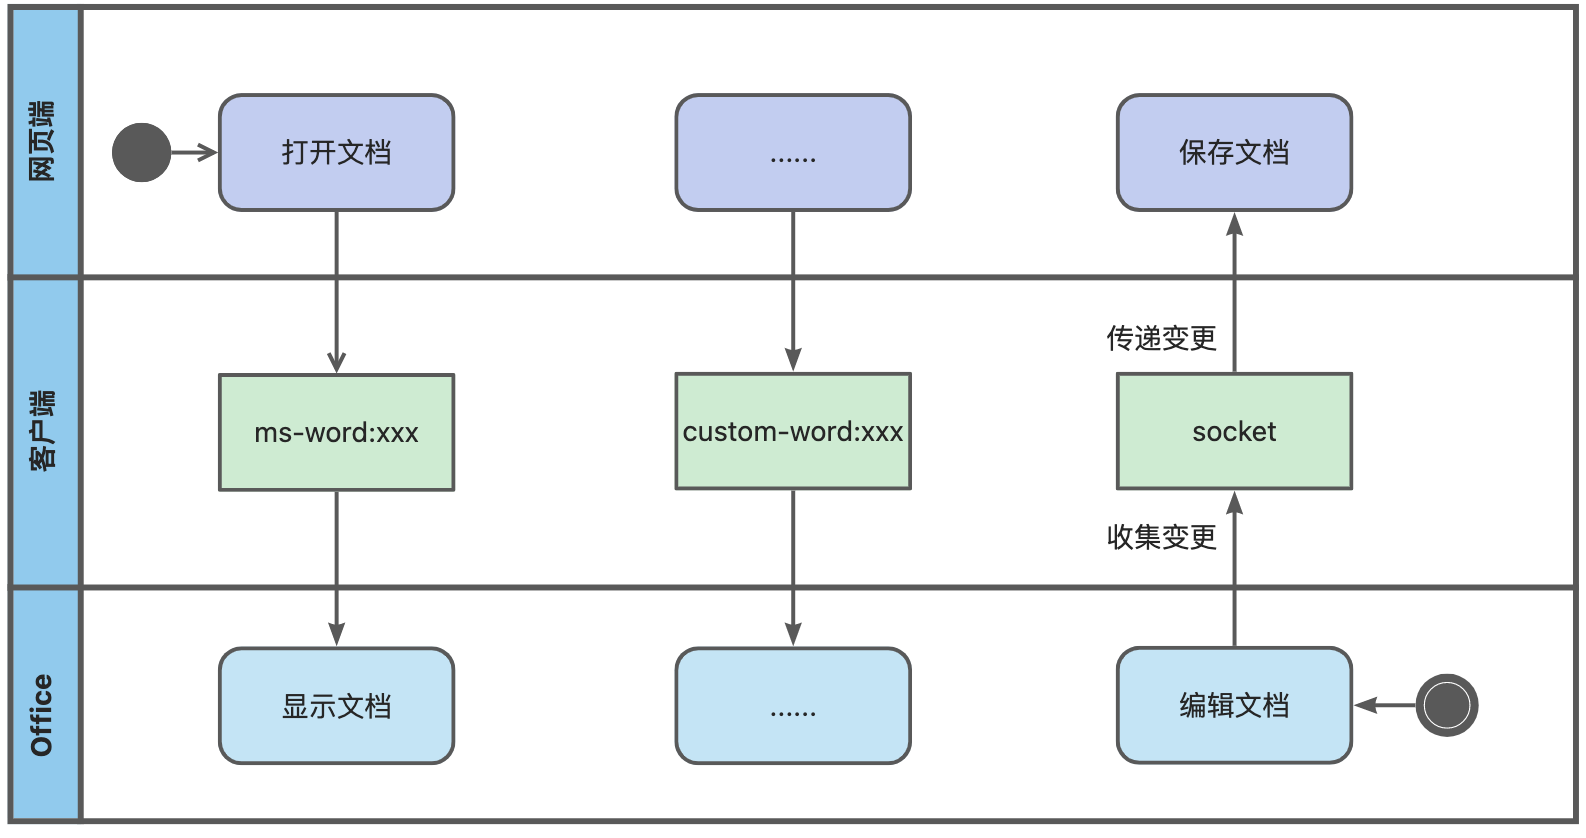 网页端
打开文档
......
保存文档
客户端
传递变更
ms-word:xxx
custom-word:xxx
socket
收集变更
Office
显示文档
......
编辑文档